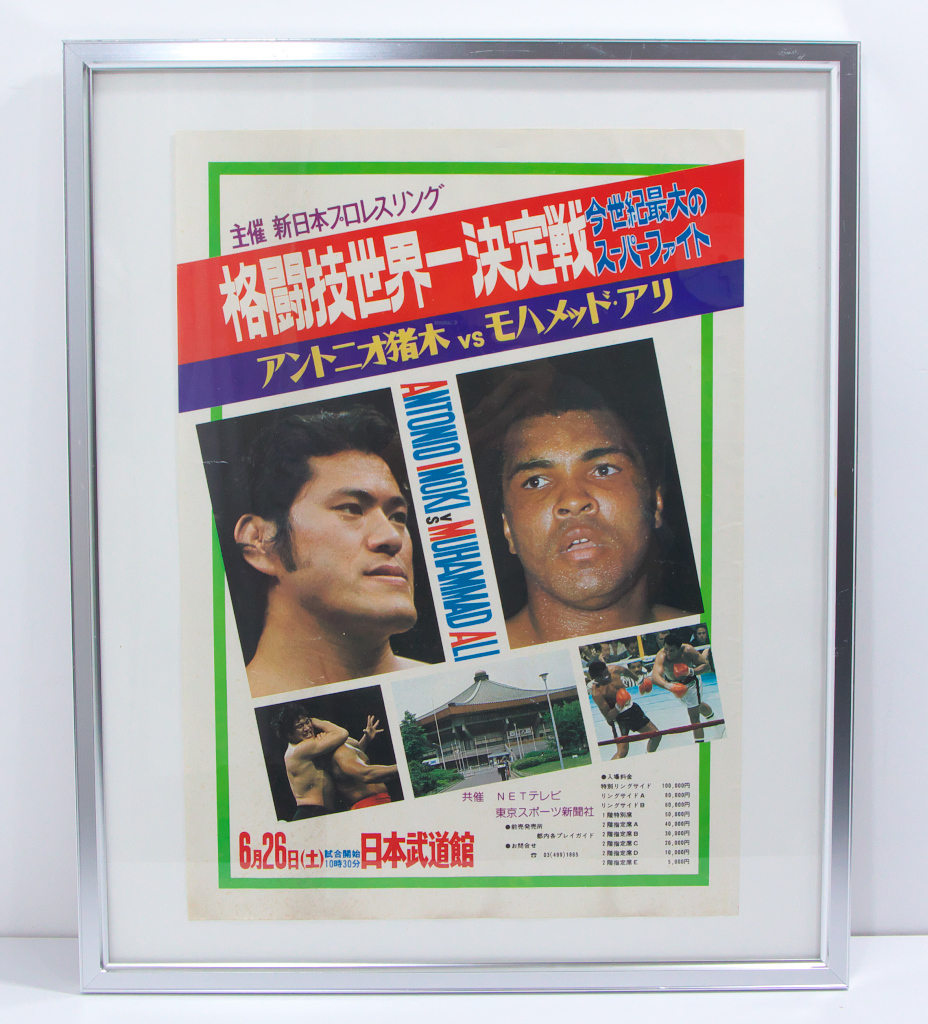 主催 新日本プロレスリング
格闘技世界一決定戦
今世紀最大の
スーパーファイト
アントニオ猪木 vs モハメッド・アリ
ANTONIO INOKI VS MUHAMMAD ALI
共催 NETテレビ
東京スポーツ新聞社
●前売発売所
都内各プレイガイド
●お問合せ
☎ 03(499)1865
●入場料金
特別リングサイド 100,000円
リングサイドA 80,000円
リングサイドB 60,000円
1階特別席 50,000円
2階指定席A 40,000円
2階指定席B 30,000円
2階指定席C 20,000円
2階指定席D 10,000円
2階指定席E 5,000円
6月26日(土)
試合開始
10時30分
日本武道館